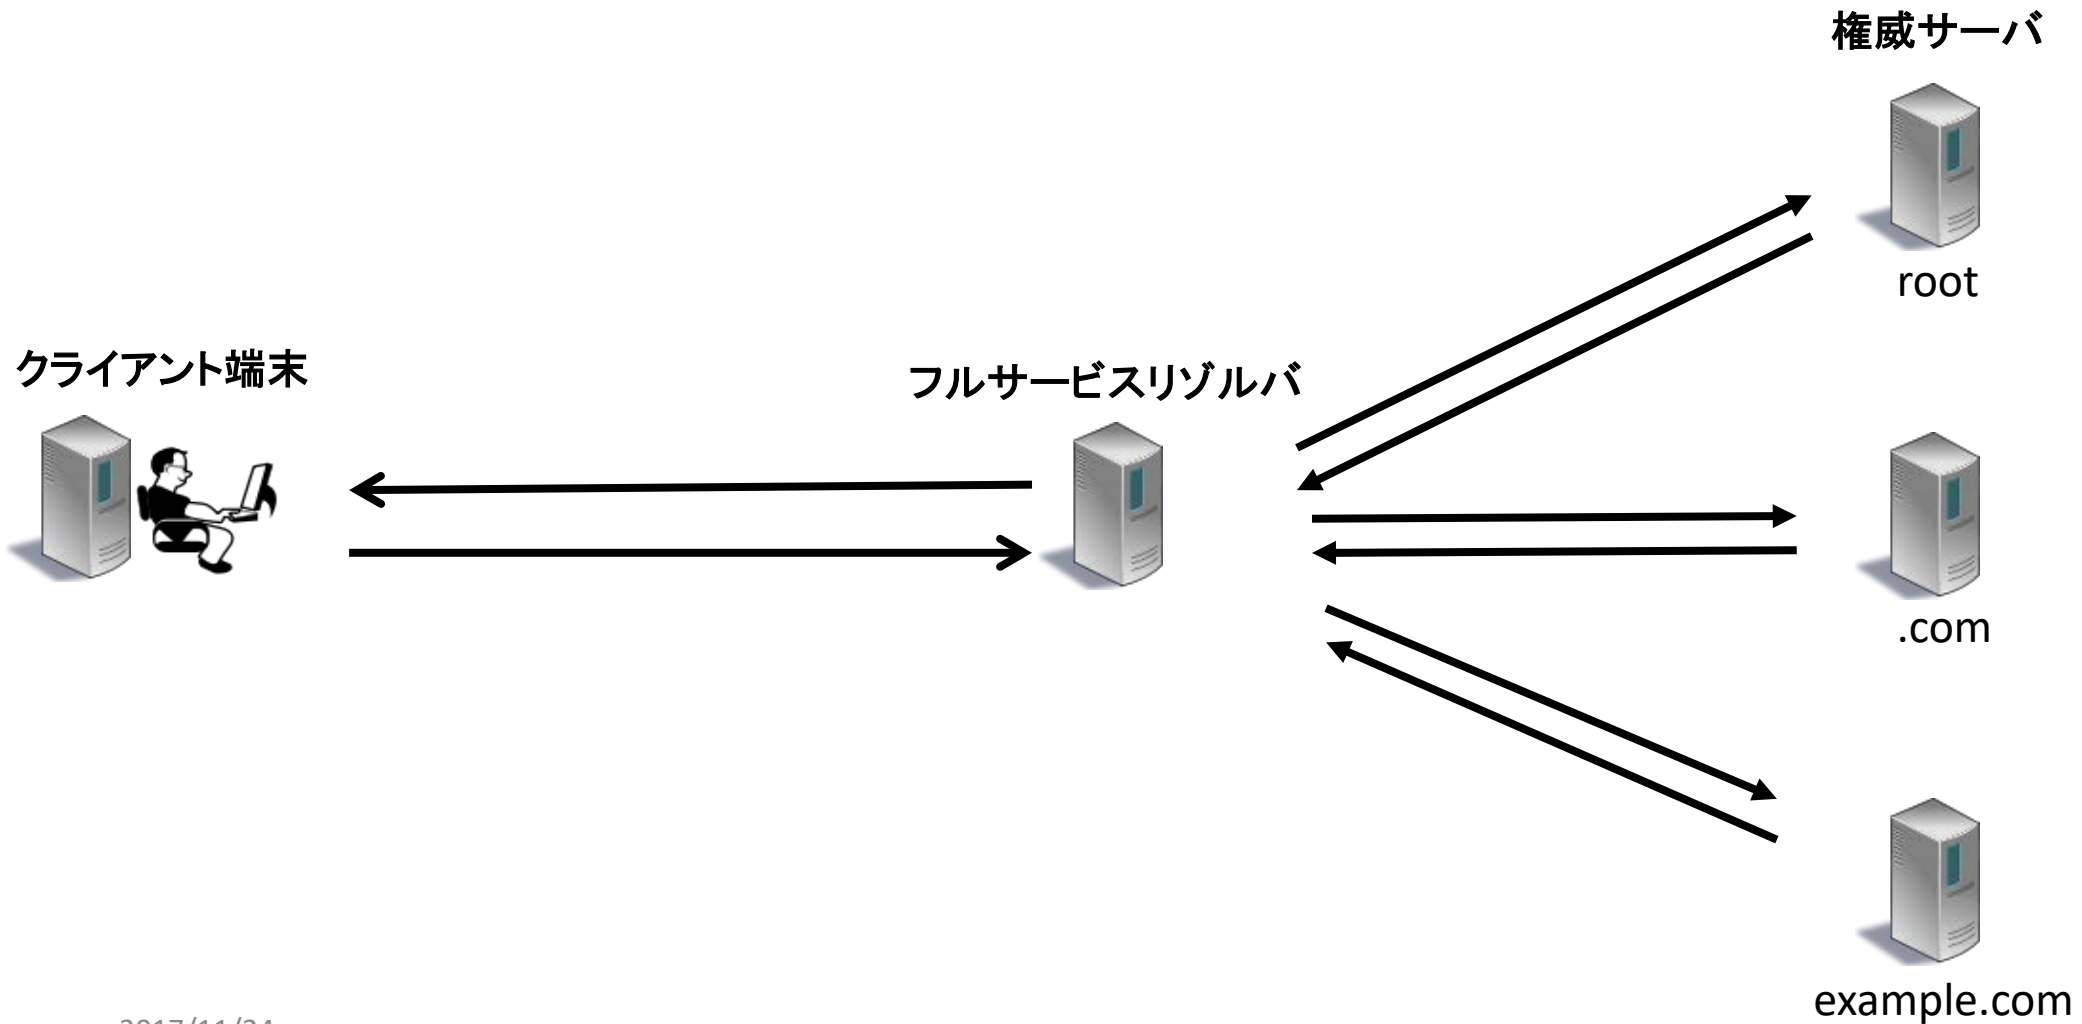 権威サーバ
root
クライアント端末
フルサービスリゾルバ
.com
example.com